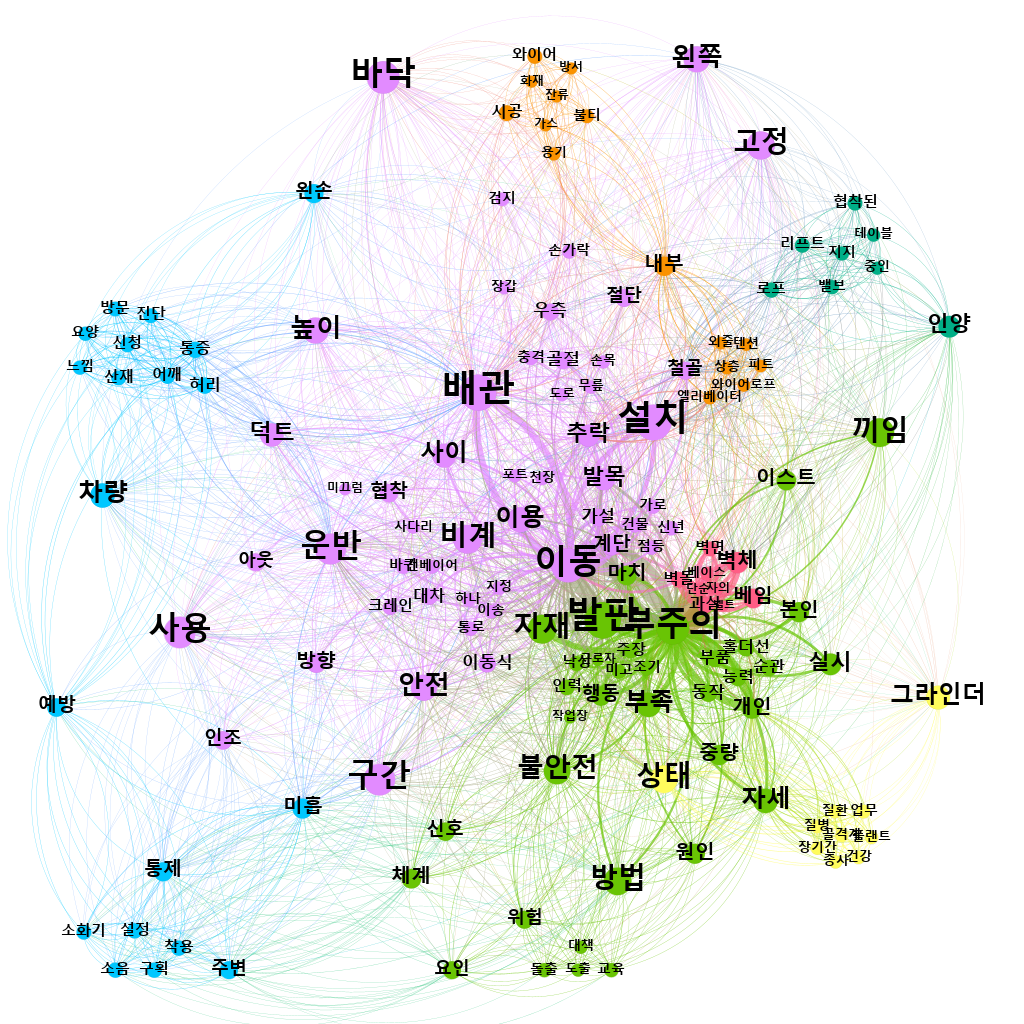 와이어
왼쪽
방서
바닥
화재
잔류
시공
가스
불티
고정
용기
왼손
검지
협착된
테이블
리프트
지지
손가락
내부
중인
장갑
절단
로프
밸브
방문
진단
우측
인양
높이
요양
신청
외줄
텐션
통증
충격
골절
손목
상층
피트
느낌
산재
어깨
허리
철골
배관
도로
무릎
와이어로프
엘리베이터
설치
덕트
추락
끼임
사이
포트
천장
발목
이스트
차량
미끄럼
협착
가로
이용
가설
건물
신년
사다리
비계
운반
계단
점등
벽면
아웃
이동
벽체
바퀴
마치
벽돌
베이스
지정
단순
자의
크레인
대차
하나
베임
과실
이송
본인
사용
통로
자재
발판
부주의
주장
홀더선
방향
이동식
낙상
근로자
부품
실시
미고
조기
순관
안전
인력
행동
능력
예방
부족
동작
개인
그라인더
작업장
인조
중량
구간
불안전
상태
미흡
자세
질환
업무
신호
질병
골격계
플랜트
원인
장기간
종사
건강
통제
체계
방법
위험
소화기
설정
착용
대책
소음
구획
주변
요인
돌출
도출
교육